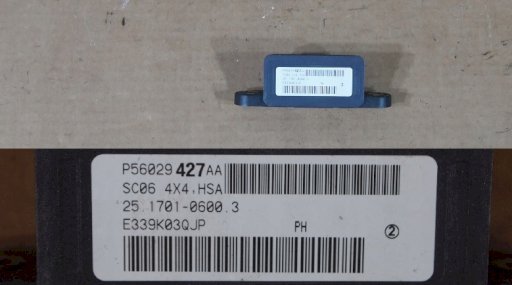 P56029427AA
SC06 4X4,HSA
25.1701-0600.3
E339K03QJP PH ②